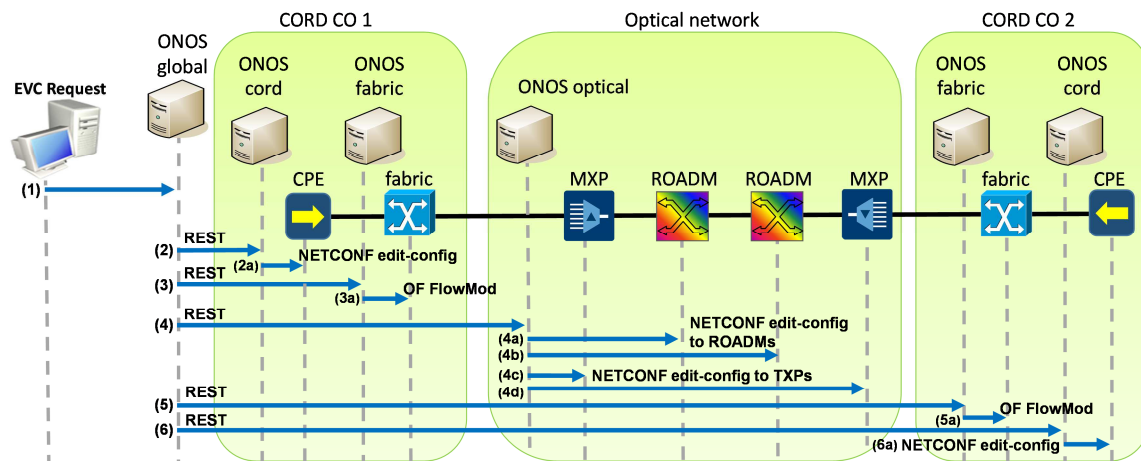 CORD CO 1
Optical network
CORD CO 2
ONOS
global
ONOS
cord
ONOS
fabric
ONOS optical
ONOS
fabric
ONOS
cord
EVC Request
CPE
fabric
MXP
ROADM
ROADM
MXP
fabric
CPE
(1)
REST
(2)
NETCONF edit-config
(2a)
REST
(3)
(3a)
OF FlowMod
REST
(4)
NETCONF edit-config
to ROADMs
(4a)
(4b)
(4c)
NETCONF edit-config to TXPs
(4d)
REST
(5)
OF FlowMod
(5a)
REST
(6)
(6a) NETCONF edit-config